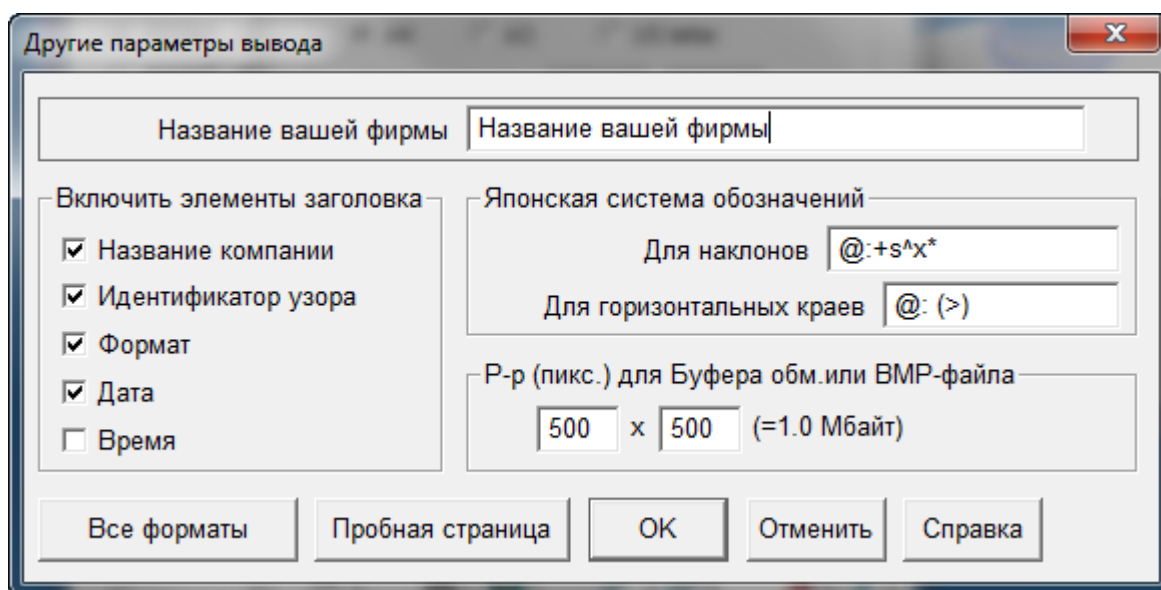 Другие параметры вывода
Название вашей фирмы Название вашей фирмы
Включить элементы заголовка
Название компании
Идентификатор узора
Формат
Дата
Время
Японская система обозначений
Для наклонов @:+s^x*
Для горизонтальных краев @: (>)
Р-р (пикс.) для Буфера обм.или BMP-файла
500 x 500 (=1.0 Мбайт)
Все форматы Пробная страница OK Отменить Справка